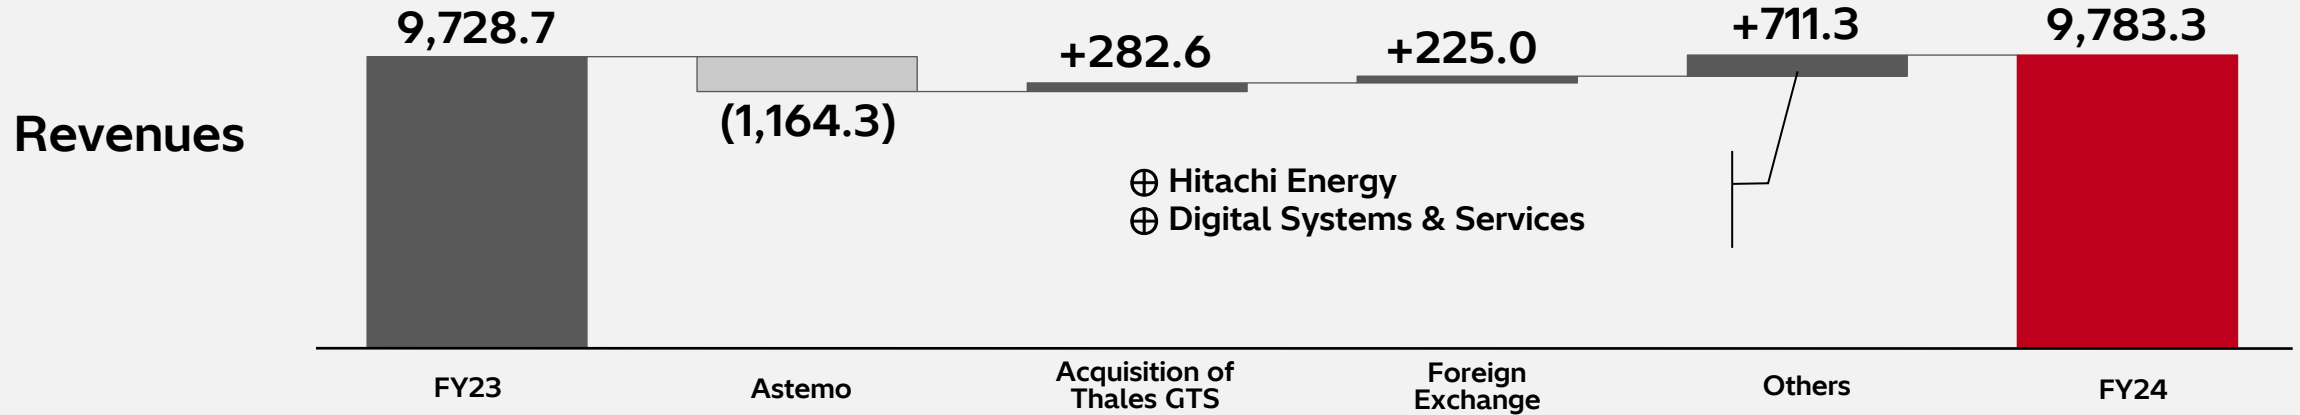 Revenues
9,728.7
(1,164.3)
+282.6
+225.0
+711.3
9,783.3
⊕ Hitachi Energy
⊕ Digital Systems & Services
FY23
Astemo
Acquisition of
Thales GTS
Foreign
Exchange
Others
FY24